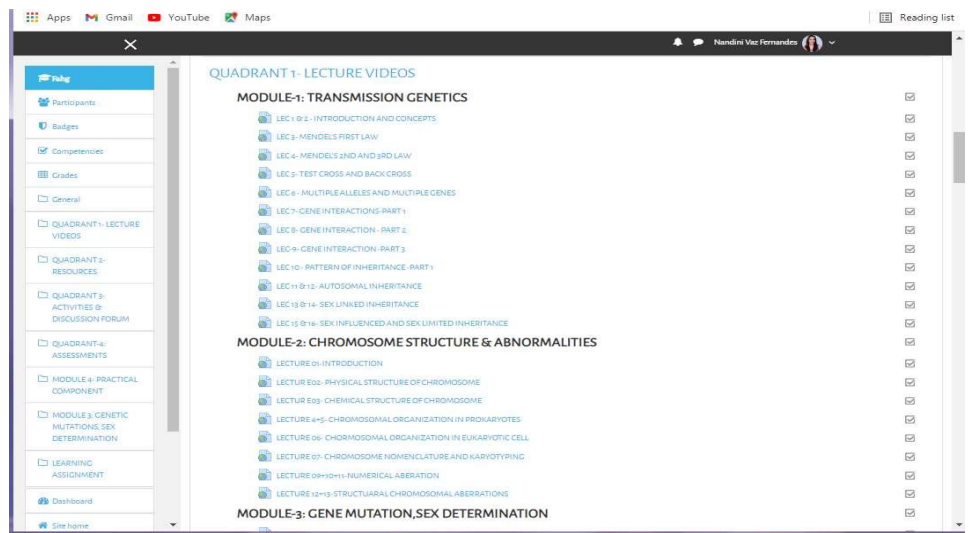 Apps Gmail YouTube Maps Reading list
Nandini Vaz Fernandes
Fahg
Participants
Badges
Competencies
Grades
General
QUADRANT 1- LECTURE
VIDEOS
QUADRANT 2-
RESOURCES
QUADRANT 3-
ACTIVITIES &
DISCUSSION FORUM
QUADRANT-4:
ASSESSMENTS
MODULE 4- PRACTICAL
COMPONENT
MODULE 3: GENETIC
MUTATIONS, SEX
DETERMINATION
LEARNING
ASSIGNMENT
Dashboard
Site home
QUADRANT 1- LECTURE VIDEOS
MODULE-1: TRANSMISSION GENETICS
LEC 1 & 2 - INTRODUCTION AND CONCEPTS
LEC 3- MENDEL'S FIRST LAW
LEC 4- MENDEL'S 2ND AND 3RD LAW
LEC 5- TEST CROSS AND BACK CROSS
LEC 6 - MULTIPLE ALLELES AND MULTIPLE GENES
LEC 7- GENE INTERACTIONS-PART 1
LEC 8- GENE INTERACTION - PART 2
LEC-9- GENE INTERACTION -PART 3
LEC 10 - PATTERN OF INHERITANCE -PART 1
LEC 11 & 12- AUTOSOMAL INHERITANCE
LEC 13 & 14- SEX LINKED INHERITANCE
LEC 15 & 16- SEX INFLUENCED AND SEX LIMITED INHERITANCE
MODULE-2: CHROMOSOME STRUCTURE & ABNORMALITIES
LECTURE 01-INTRODUCTION
LECTUR E02- PHYSICAL STRUCTURE OF CHROMOSOME
LECTUR E03- CHEMICAL STRUCTURE OF CHROMOSOME
LECTURE 4+5- CHROMOSOMAL ORGANIZATION IN PROKARYOTES
LECTURE 06- CHORMOSOMAL ORGANIZATION IN EUKARYOTIC CELL
LECTURE 07- CHROMOSOME NOMENCLATURE AND KARYOTYPING
LECTURE 09+10+11-NUMERICAL ABERATION
LECTURE 12+13-STRUCTUARAL CHROMOSOMAL ABERRATIONS
MODULE-3: GENE MUTATION,SEX DETERMINATION